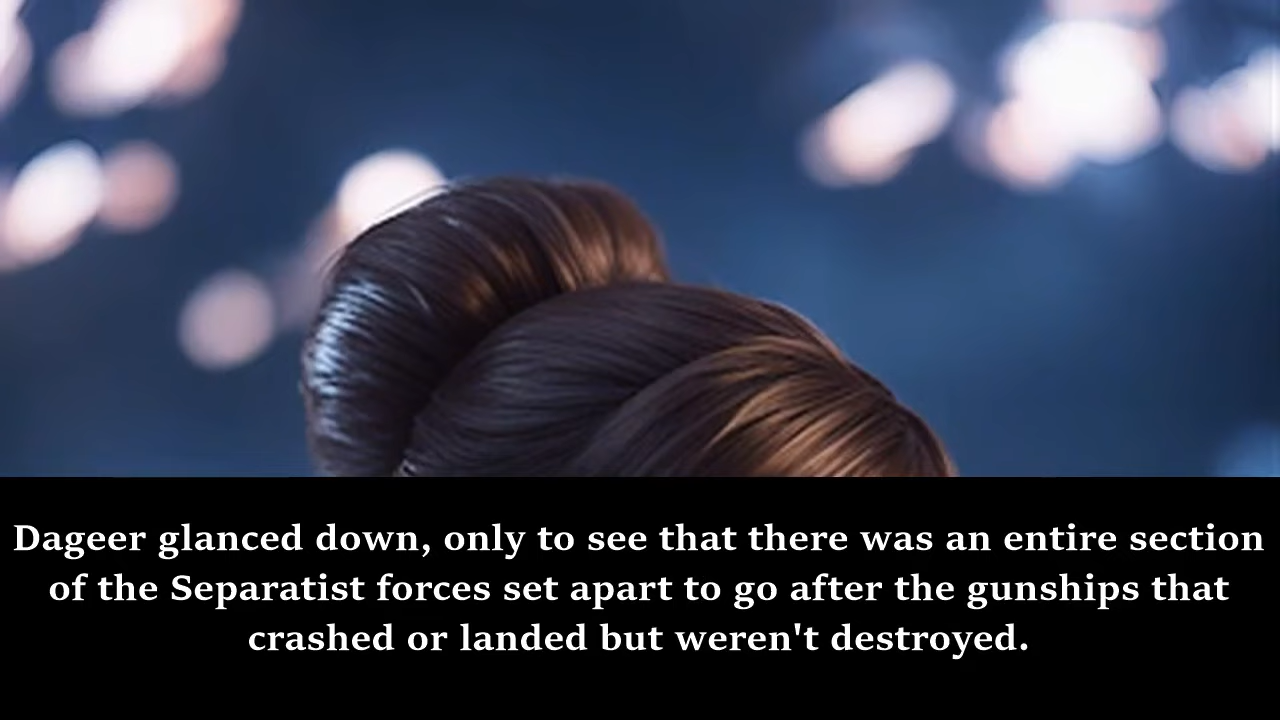 Dageer glanced down, only to see that there was an entire section
of the Separatist forces set apart to go after the gunships that
crashed or landed but weren't destroyed.